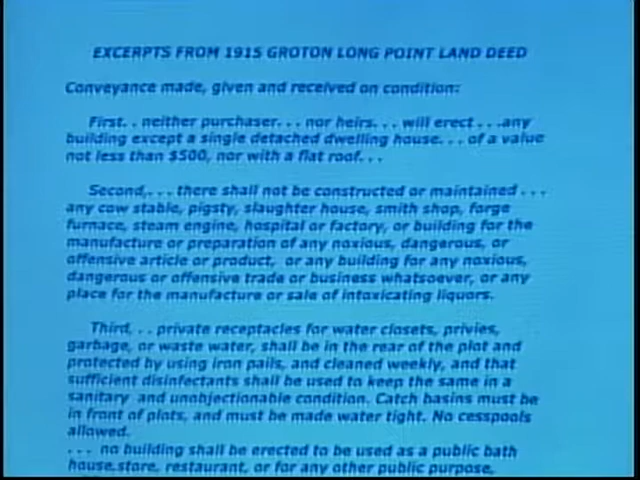 EXCERPTS FROM 1915 GROTON LONG POINT LAND DEED
Conveyance made, given and received on condition:
First. . neither purchaser. . . nor heirs. . . will erect . . .any
building except a single detached dwelling house. . . of a value
not less than $500, nor with a flat roof. . .
Second,. . . there shall not be constructed or maintained . . .
any cow stable, pigsty, slaughter house, smith shop, forge
furnace, steam engine, hospital or factory, or building for the
manufacture or preparation of any noxious, dangerous, or
offensive article or product, or any building for any noxious,
dangerous or offensive trade or business whatsoever, or any
place for the manufacture or sale of intoxicating liquors.
Third, . . private receptacles for water closets, privies,
garbage, or waste water, shall be in the rear of the plot and
protected by using iron pails, and cleaned weekly, and that
sufficient disinfectants shall be used to keep the same in a
sanitary and unobjectionable condition. Catch basins must be
in front of plots, and must be made water tight. No cesspools
allowed.
. . . no building shall be erected to be used as a public bath
house,store, restaurant, or for any other public purpose,